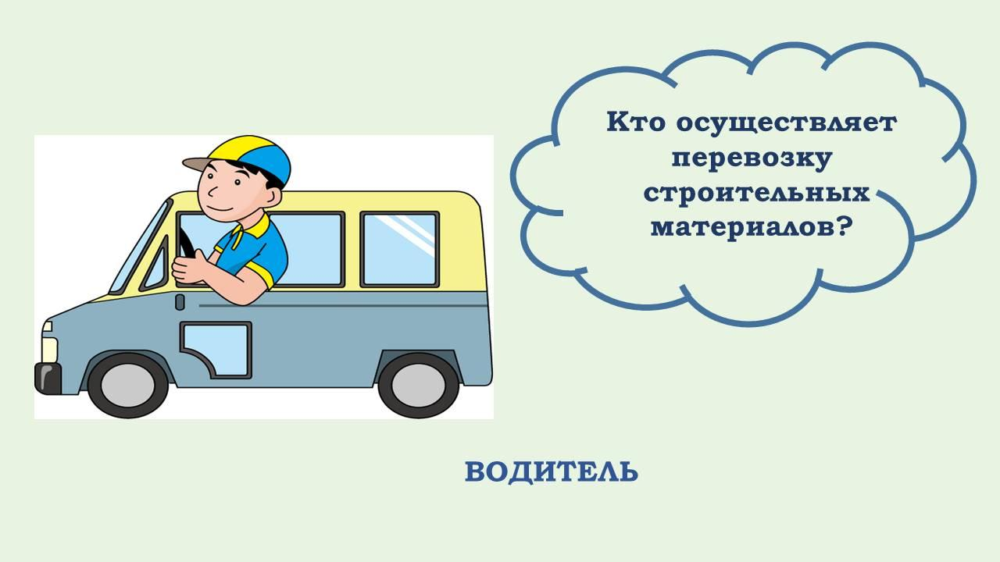 Кто осуществляет
перевозку
строительных
материалов?
ВОДИТЕЛЬ